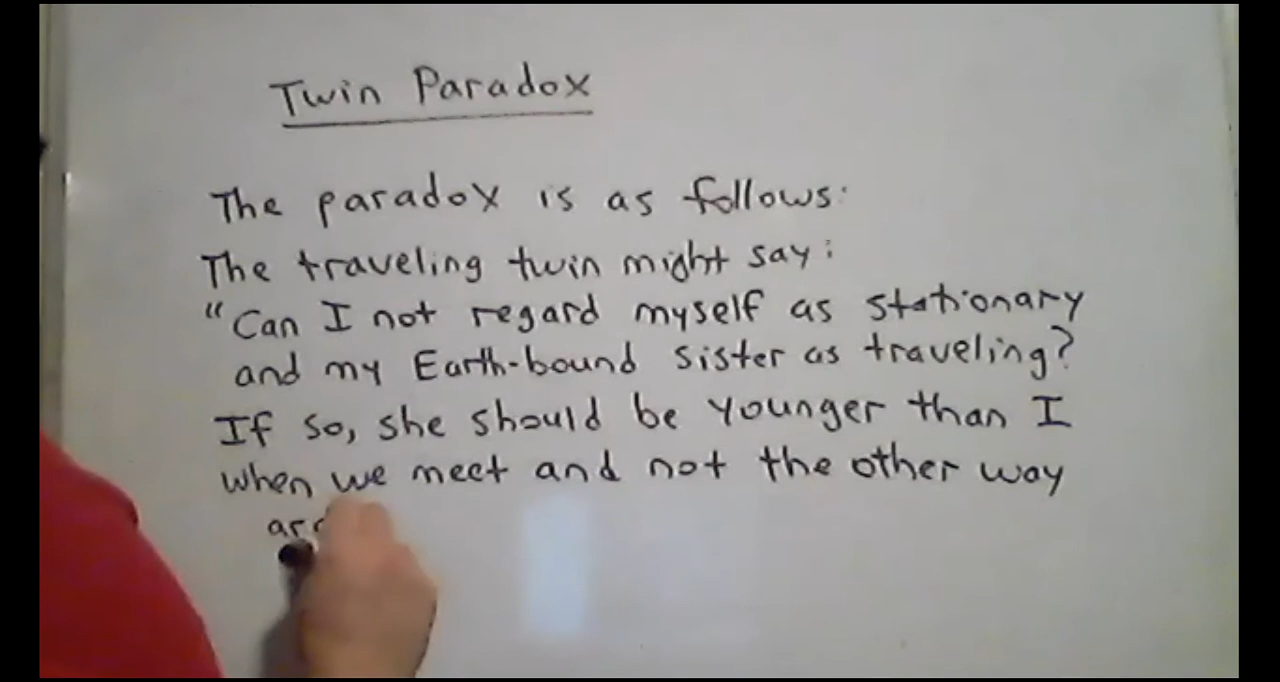 Twin Paradox
The paradox is as follows:
The traveling twin might say:
"Can I not regard myself as stationary
and my Earth-bound sister as traveling?
If so, she should be younger than I
when we meet and not the other way